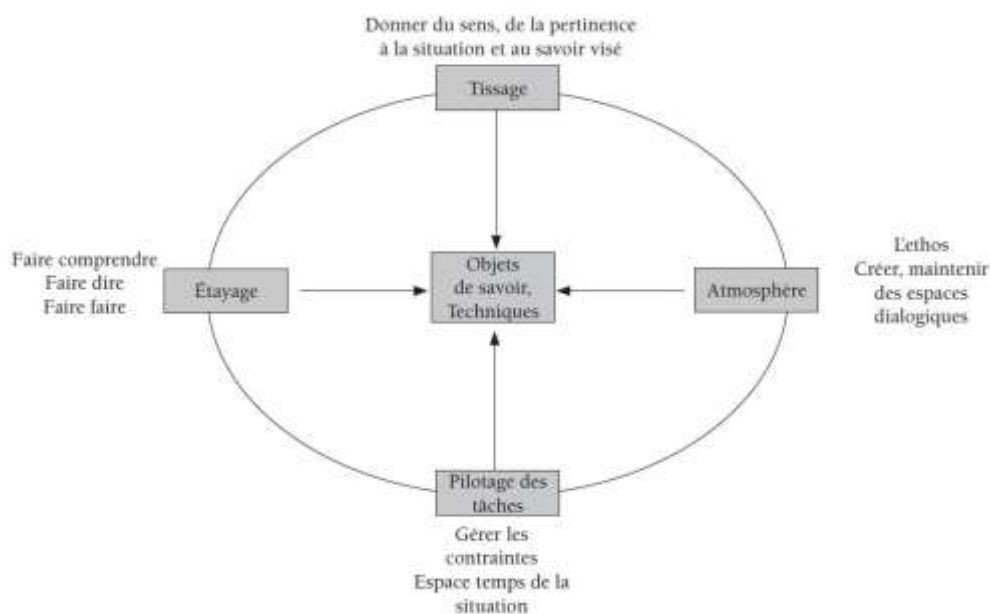 Donner du sens, de la pertinence
à la situation et au savoir visé
Tissage
Faire comprendre
Faire dire
Faire faire
Étayage
Objets
de savoir,
Techniques
Atmosphère
L'ethos
Créer, maintenir
des espaces
dialogiques
Pilotage des
tâches
Gérer les
contraintes
Espace temps de la
situation